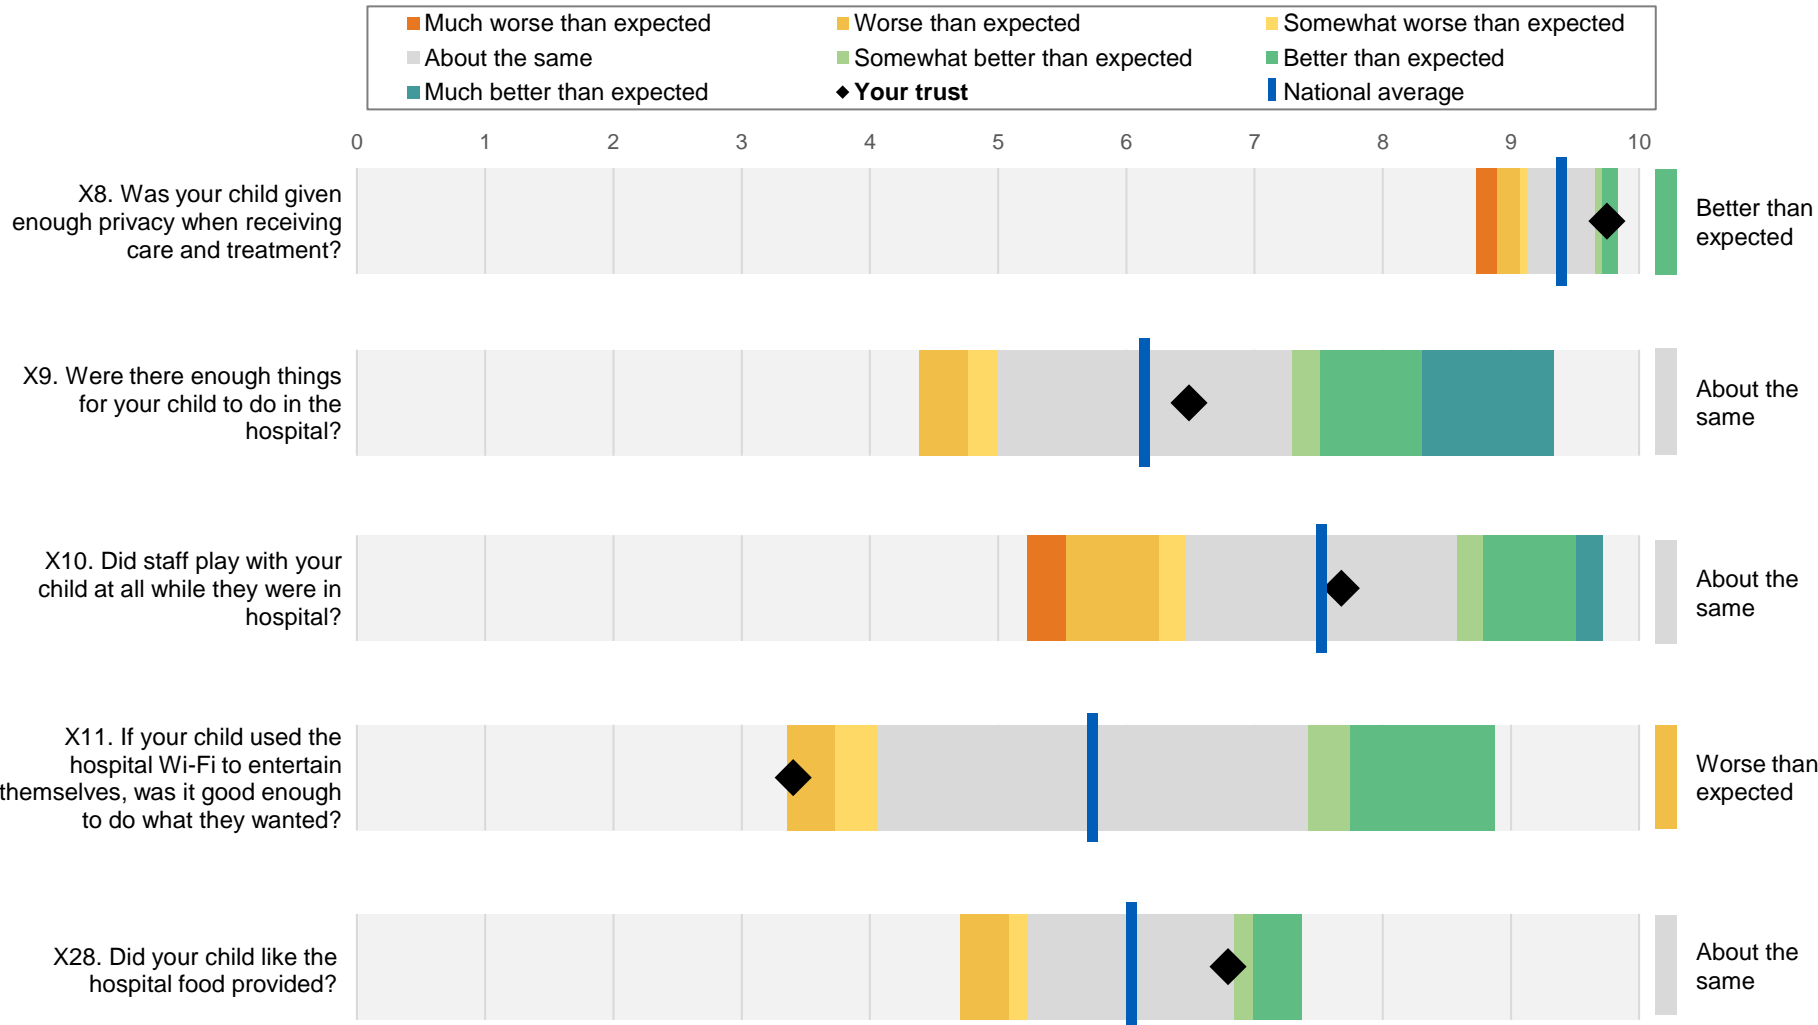 Much worse than expected
Worse than expected
Somewhat worse than expected
About the same
Somewhat better than expected
Better than expected
Much better than expected
Your trust
National average
0 1 2 3 4 5 6 7 8 9 10
X8. Was your child given
enough privacy when receiving
care and treatment?
Better than
expected
X9. Were there enough things
for your child to do in the
hospital?
About the
same
X10. Did staff play with your
child at all while they were in
hospital?
About the
same
X11. If your child used the
hospital Wi-Fi to entertain
themselves, was it good enough
to do what they wanted?
Worse than
expected
X28. Did your child like the
hospital food provided?
About the
same